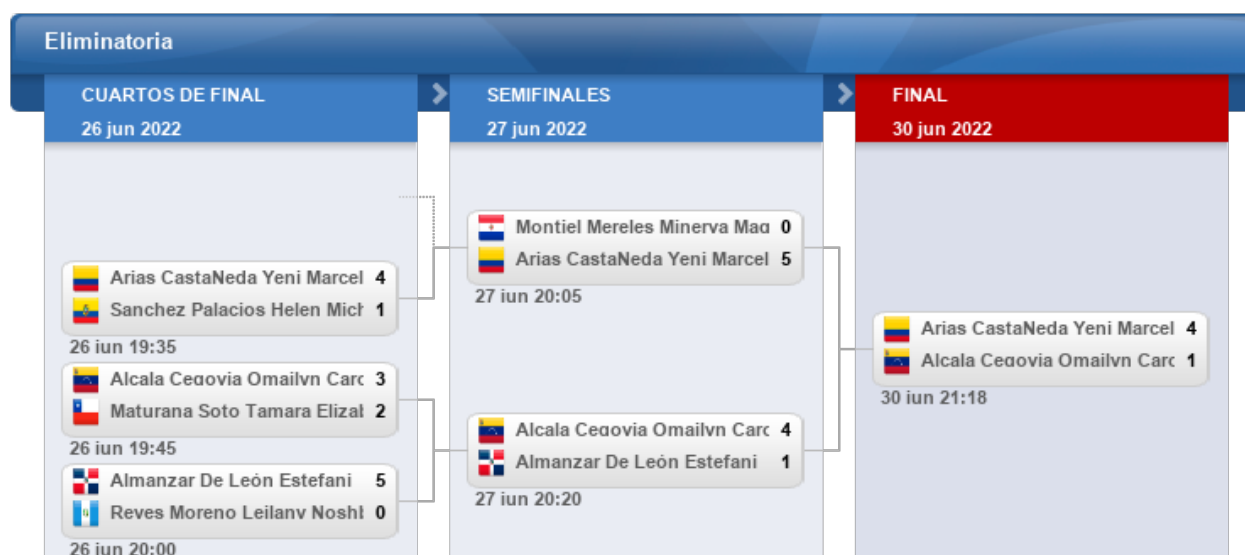 Eliminatoria
CUARTOS DE FINAL
26 jun 2022
Arias CastaNeda Yeni Marcel 4
Sanchez Palacios Helen Mich 1
26 jun 19:35
Alcala Cegovia Omailyn Carc 3
Maturana Soto Tamara Elizal 2
26 jun 19:45
Almanzar De León Estefani 5
Reyes Moreno Leilany Noshl 0
26 jun 20:00
SEMIFINALES
27 jun 2022
Montiel Mereles Minerva Mag 0
Arias CastaNeda Yeni Marcel 5
27 jun 20:05
Alcala Cegovia Omailyn Carc 4
Almanzar De León Estefani 1
27 jun 20:20
FINAL
30 jun 2022
Arias CastaNeda Yeni Marcel 4
Alcala Cegovia Omailyn Carc 1
30 jun 21:18